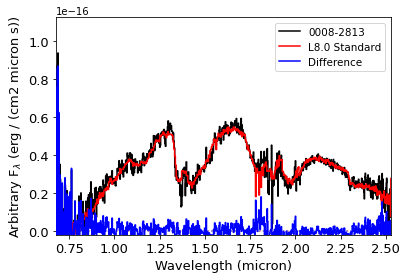 1e−16
0008-2813
L8.0 Standard
Difference
1.0
0.8
0.6
0.4
0.2
0.0
Arbitrary Fλ (erg / (cm2 micron s))
0.75 1.00 1.25 1.50 1.75 2.00 2.25 2.50
Wavelength (micron)